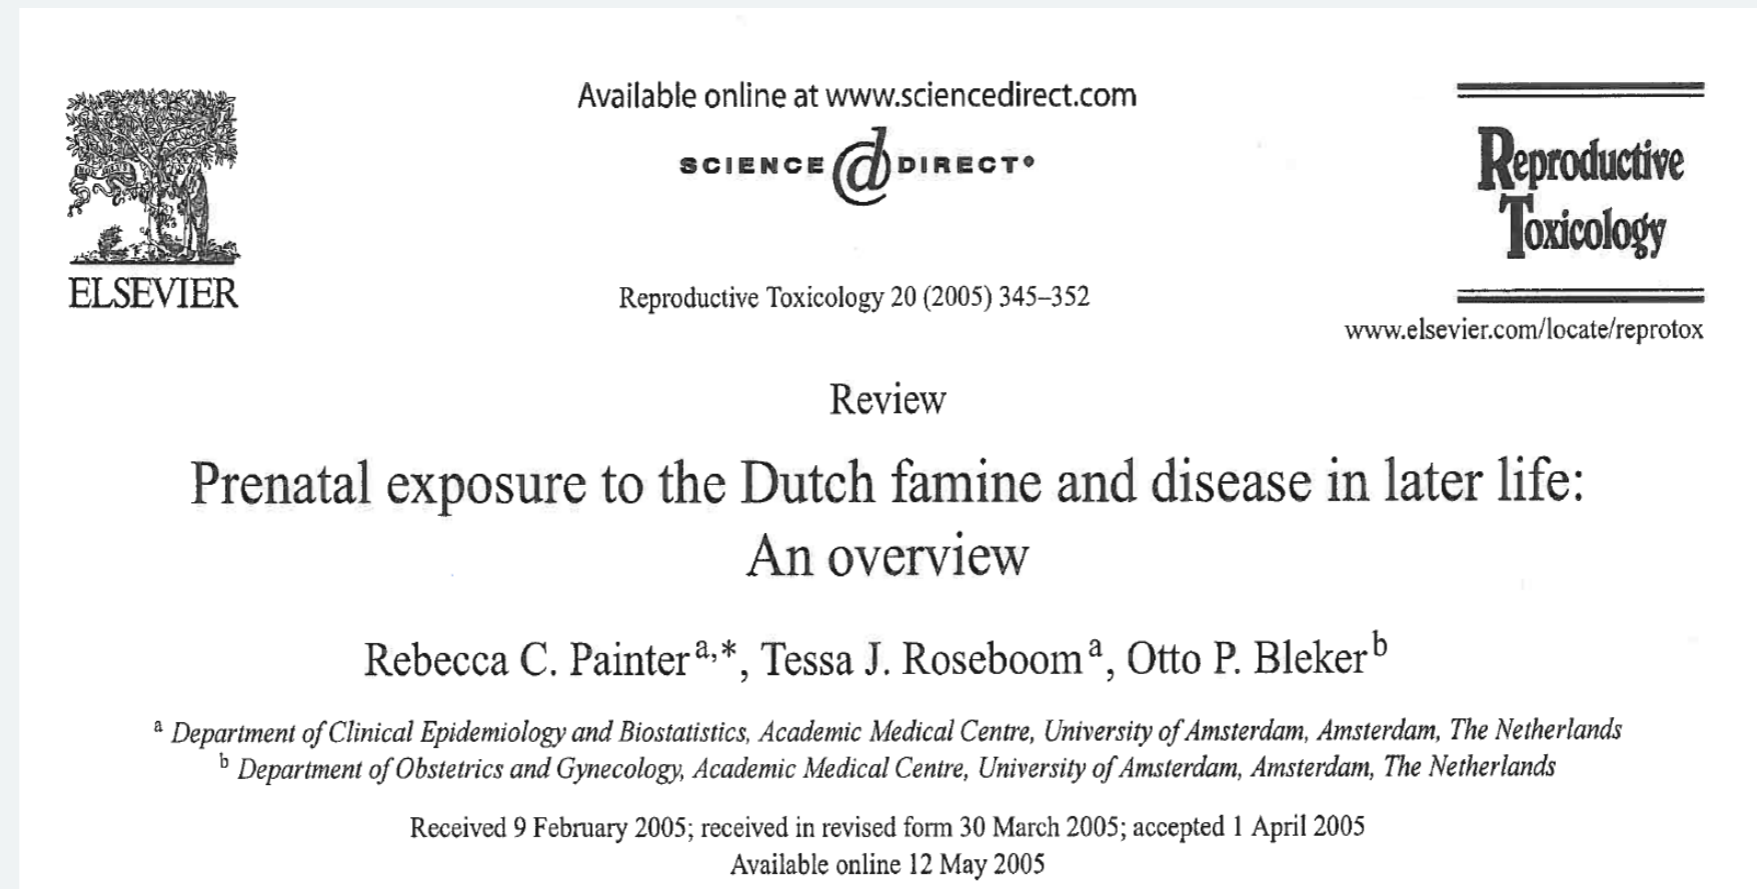 Available online at www.sciencedirect.com
SCIENCE d DIRECT®
ELSEVIER
Reproductive
Toxicology
Reproductive Toxicology 20 (2005) 345–352
www.elsevier.com/locate/reprotox
Review
Prenatal exposure to the Dutch famine and disease in later life:
An overview
Rebecca C. Painter a,*, Tessa J. Roseboom a, Otto P. Bleker b
a Department of Clinical Epidemiology and Biostatistics, Academic Medical Centre, University of Amsterdam, Amsterdam, The Netherlands
b Department of Obstetrics and Gynecology, Academic Medical Centre, University of Amsterdam, Amsterdam, The Netherlands
Received 9 February 2005; received in revised form 30 March 2005; accepted 1 April 2005
Available online 12 May 2005